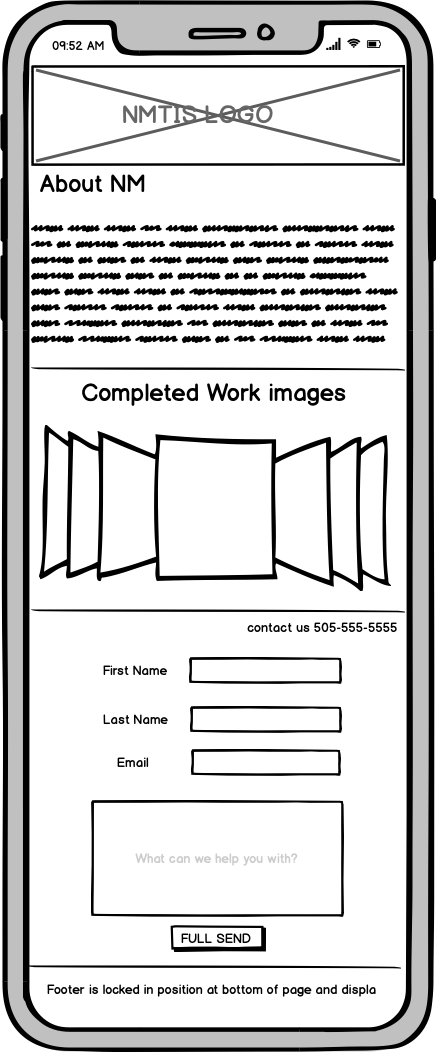 09:52 AM
NMTIS LOGO
About NM
Completed Work images
contact us 505-555-5555
First Name
Last Name
Email
What can we help you with?
FULL SEND
Footer is locked in position at bottom of page and displa